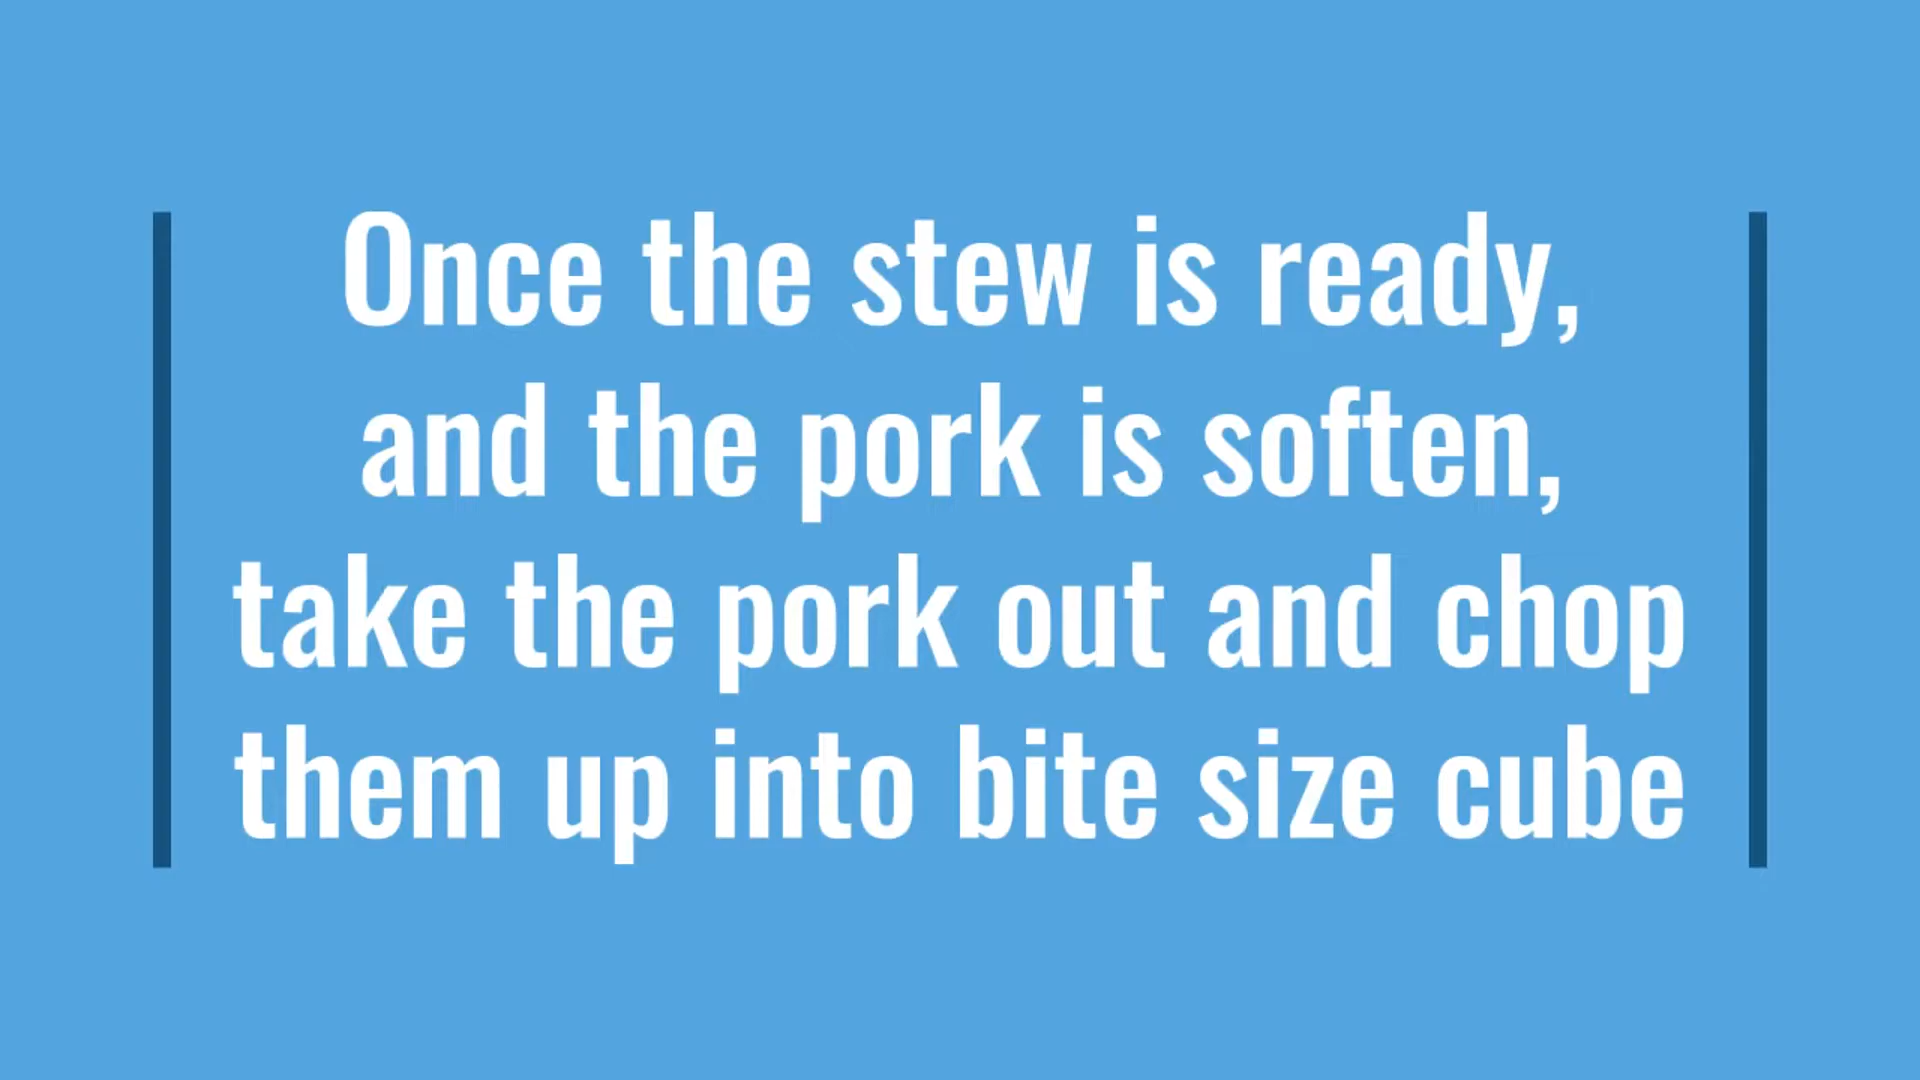 Once the stew is ready,
and the pork is soften,
take the pork out and chop
them up into bite size cube